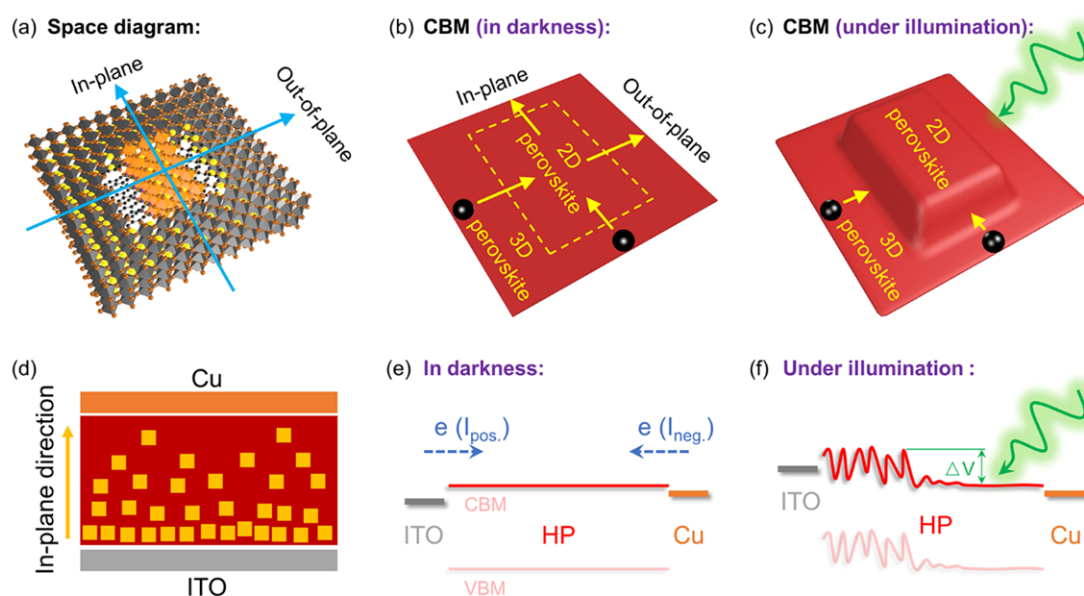 (a) Space diagram:
In-plane
Out-of-plane
(b) CBM (in darkness):
In-plane
Out-of-plane
2D
perovskite
3D
perovskite
(c) CBM (under illumination):
2D
perovskite
3D
perovskite
(d)
Cu
In-plane direction
ITO
(e) In darkness:
e (Ipos.)
e (Ineg.)
CBM
ITO
HP
Cu
VBM
(f) Under illumination :
△V
ITO
HP
Cu